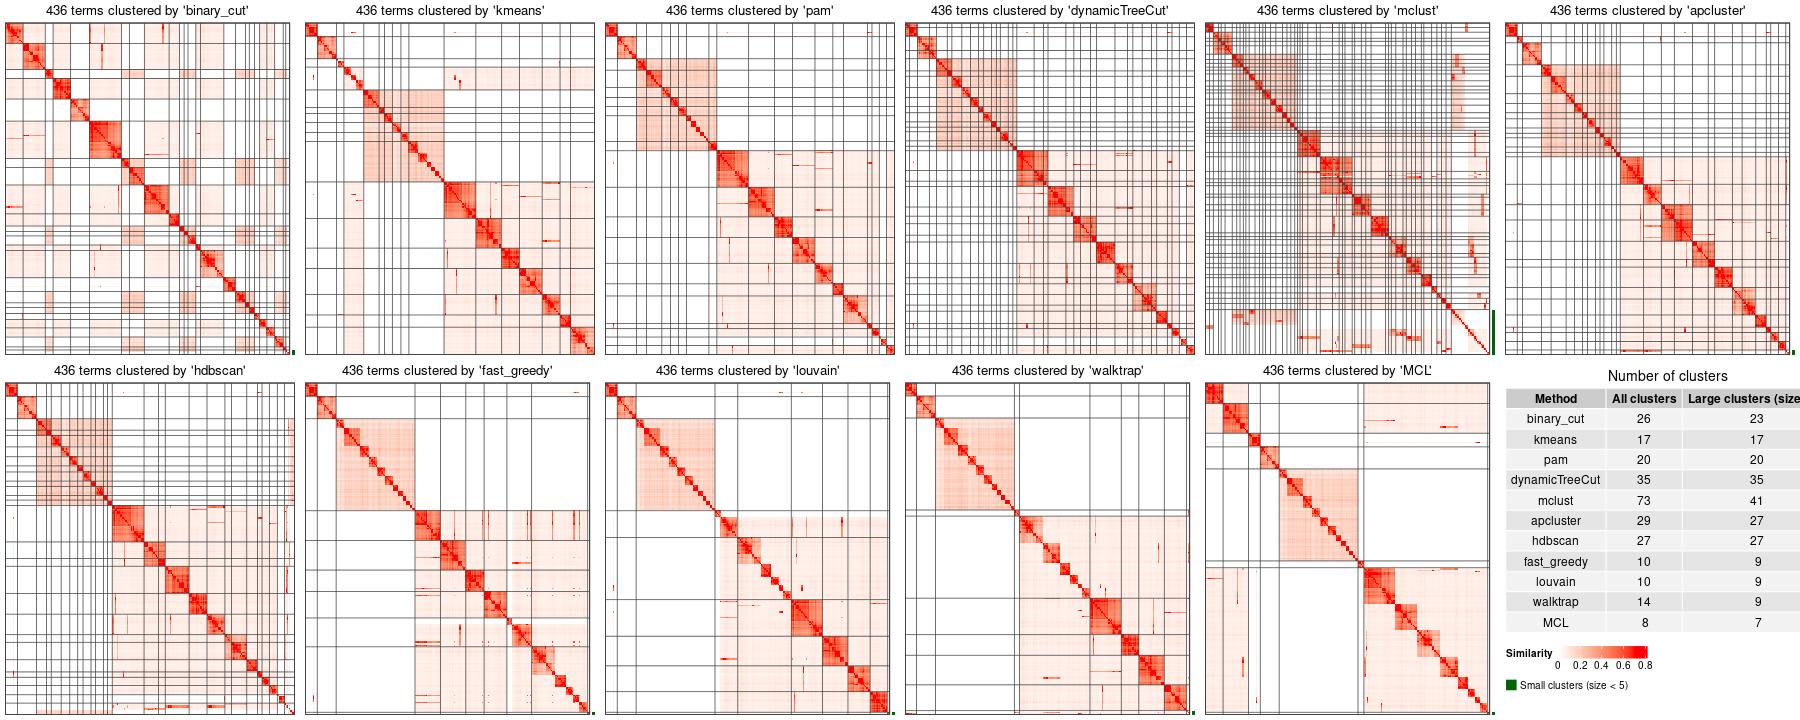 436 terms clustered by 'binary_cut'
436 terms clustered by 'kmeans'
436 terms clustered by 'pam'
436 terms clustered by 'dynamicTreeCut'
436 terms clustered by 'mclust'
436 terms clustered by 'apcluster'
436 terms clustered by 'hdbscan'
436 terms clustered by 'fast_greedy'
436 terms clustered by 'louvain'
436 terms clustered by 'walktrap'
436 terms clustered by 'MCL'
Number of clusters
Method All clusters Large clusters (size
binary_cut 26 23
kmeans 17 17
pam 20 20
dynamicTreeCut 35 35
mclust 73 41
apcluster 29 27
hdbscan 27 27
fast_greedy 10 9
louvain 10 9
walktrap 14 9
MCL 8 7
Similarity
0 0.2 0.4 0.6 0.8
Small clusters (size < 5)